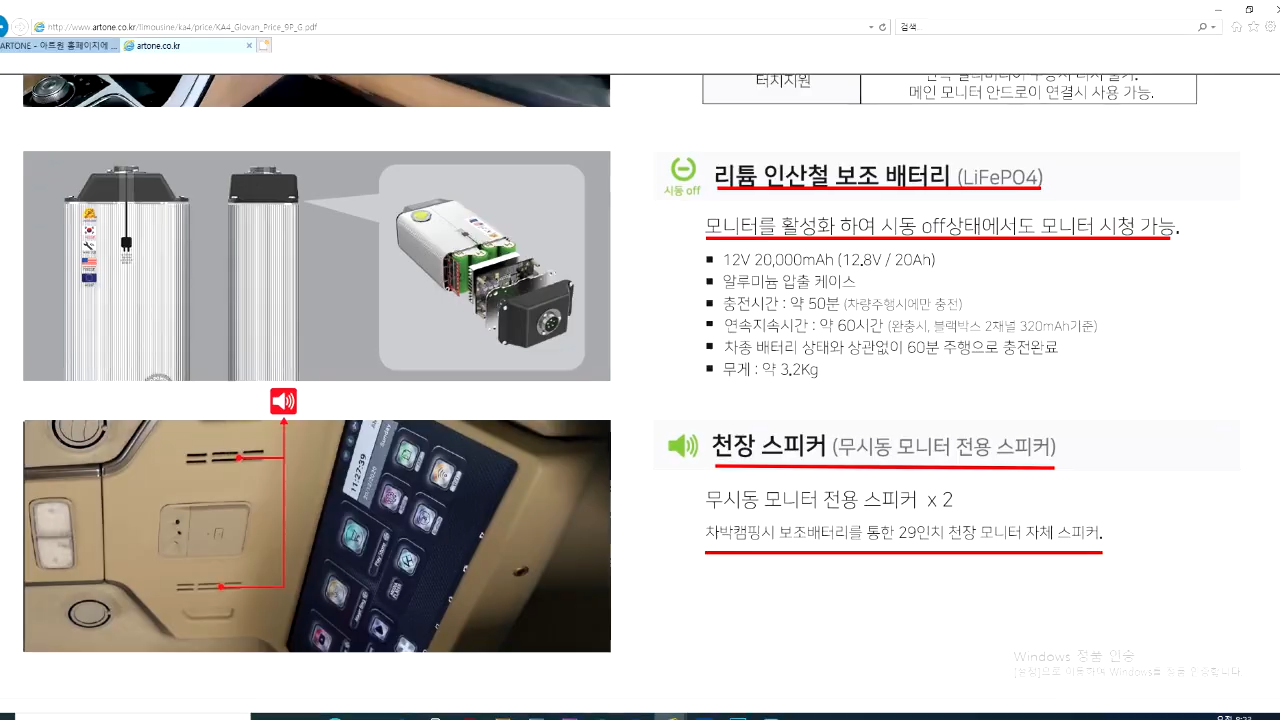 http://www.artone.co.kr/limousine/ka4/price/KA4_Giovan_Price_9P_G.pdf
검색
ARTONE - 아트원 홈페이지에 ...
artone.co.kr
터치지원
메인 모니터 안드로이 연결시 사용 가능.
시동 off
리튬 인산철 보조 배터리 (LiFePO4)
모니터를 활성화 하여 시동 off상태에서도 모니터 시청 가능.
12V 20,000mAh (12.8V / 20Ah)
알루미늄 압출 케이스
충전시간 : 약 50분 (차량주행시에만 충전)
연속지속시간 : 약 60시간 (완충시, 블랙박스 2채널 320mAh기준)
차종 배터리 상태와 상관없이 60분 주행으로 충전완료
무게 : 약 3.2Kg
천장 스피커 (무시동 모니터 전용 스피커)
무시동 모니터 전용 스피커 x 2
차박캠핑시 보조배터리를 통한 29인치 천장 모니터 자체 스피커.
11:27:39
Sunday
Windows 정품 인증